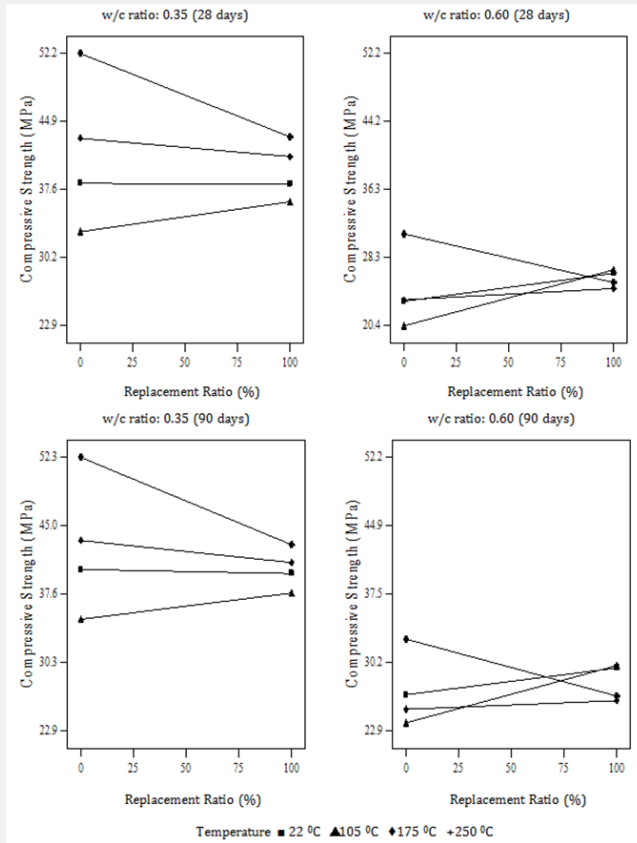 w/c ratio: 0.35 (28 days)
Compressive Strength (MPa)
52.2
44.9
37.6
30.2
22.9
0 25 50 75 100
Replacement Ratio (%)
w/c ratio: 0.60 (28 days)
Compressive Strength (MPa)
52.2
44.2
36.3
28.3
20.4
0 25 50 75 100
Replacement Ratio (%)
w/c ratio: 0.35 (90 days)
Compressive Strength (MPa)
52.3
45.0
37.6
30.3
22.9
0 25 50 75 100
Replacement Ratio (%)
w/c ratio: 0.60 (90 days)
Compressive Strength (MPa)
52.2
44.9
37.5
30.2
22.9
0 25 50 75 100
Replacement Ratio (%)
Temperature ■ 22 ⁰C ▲105 ⁰C ♦175 ⁰C +250 ⁰C